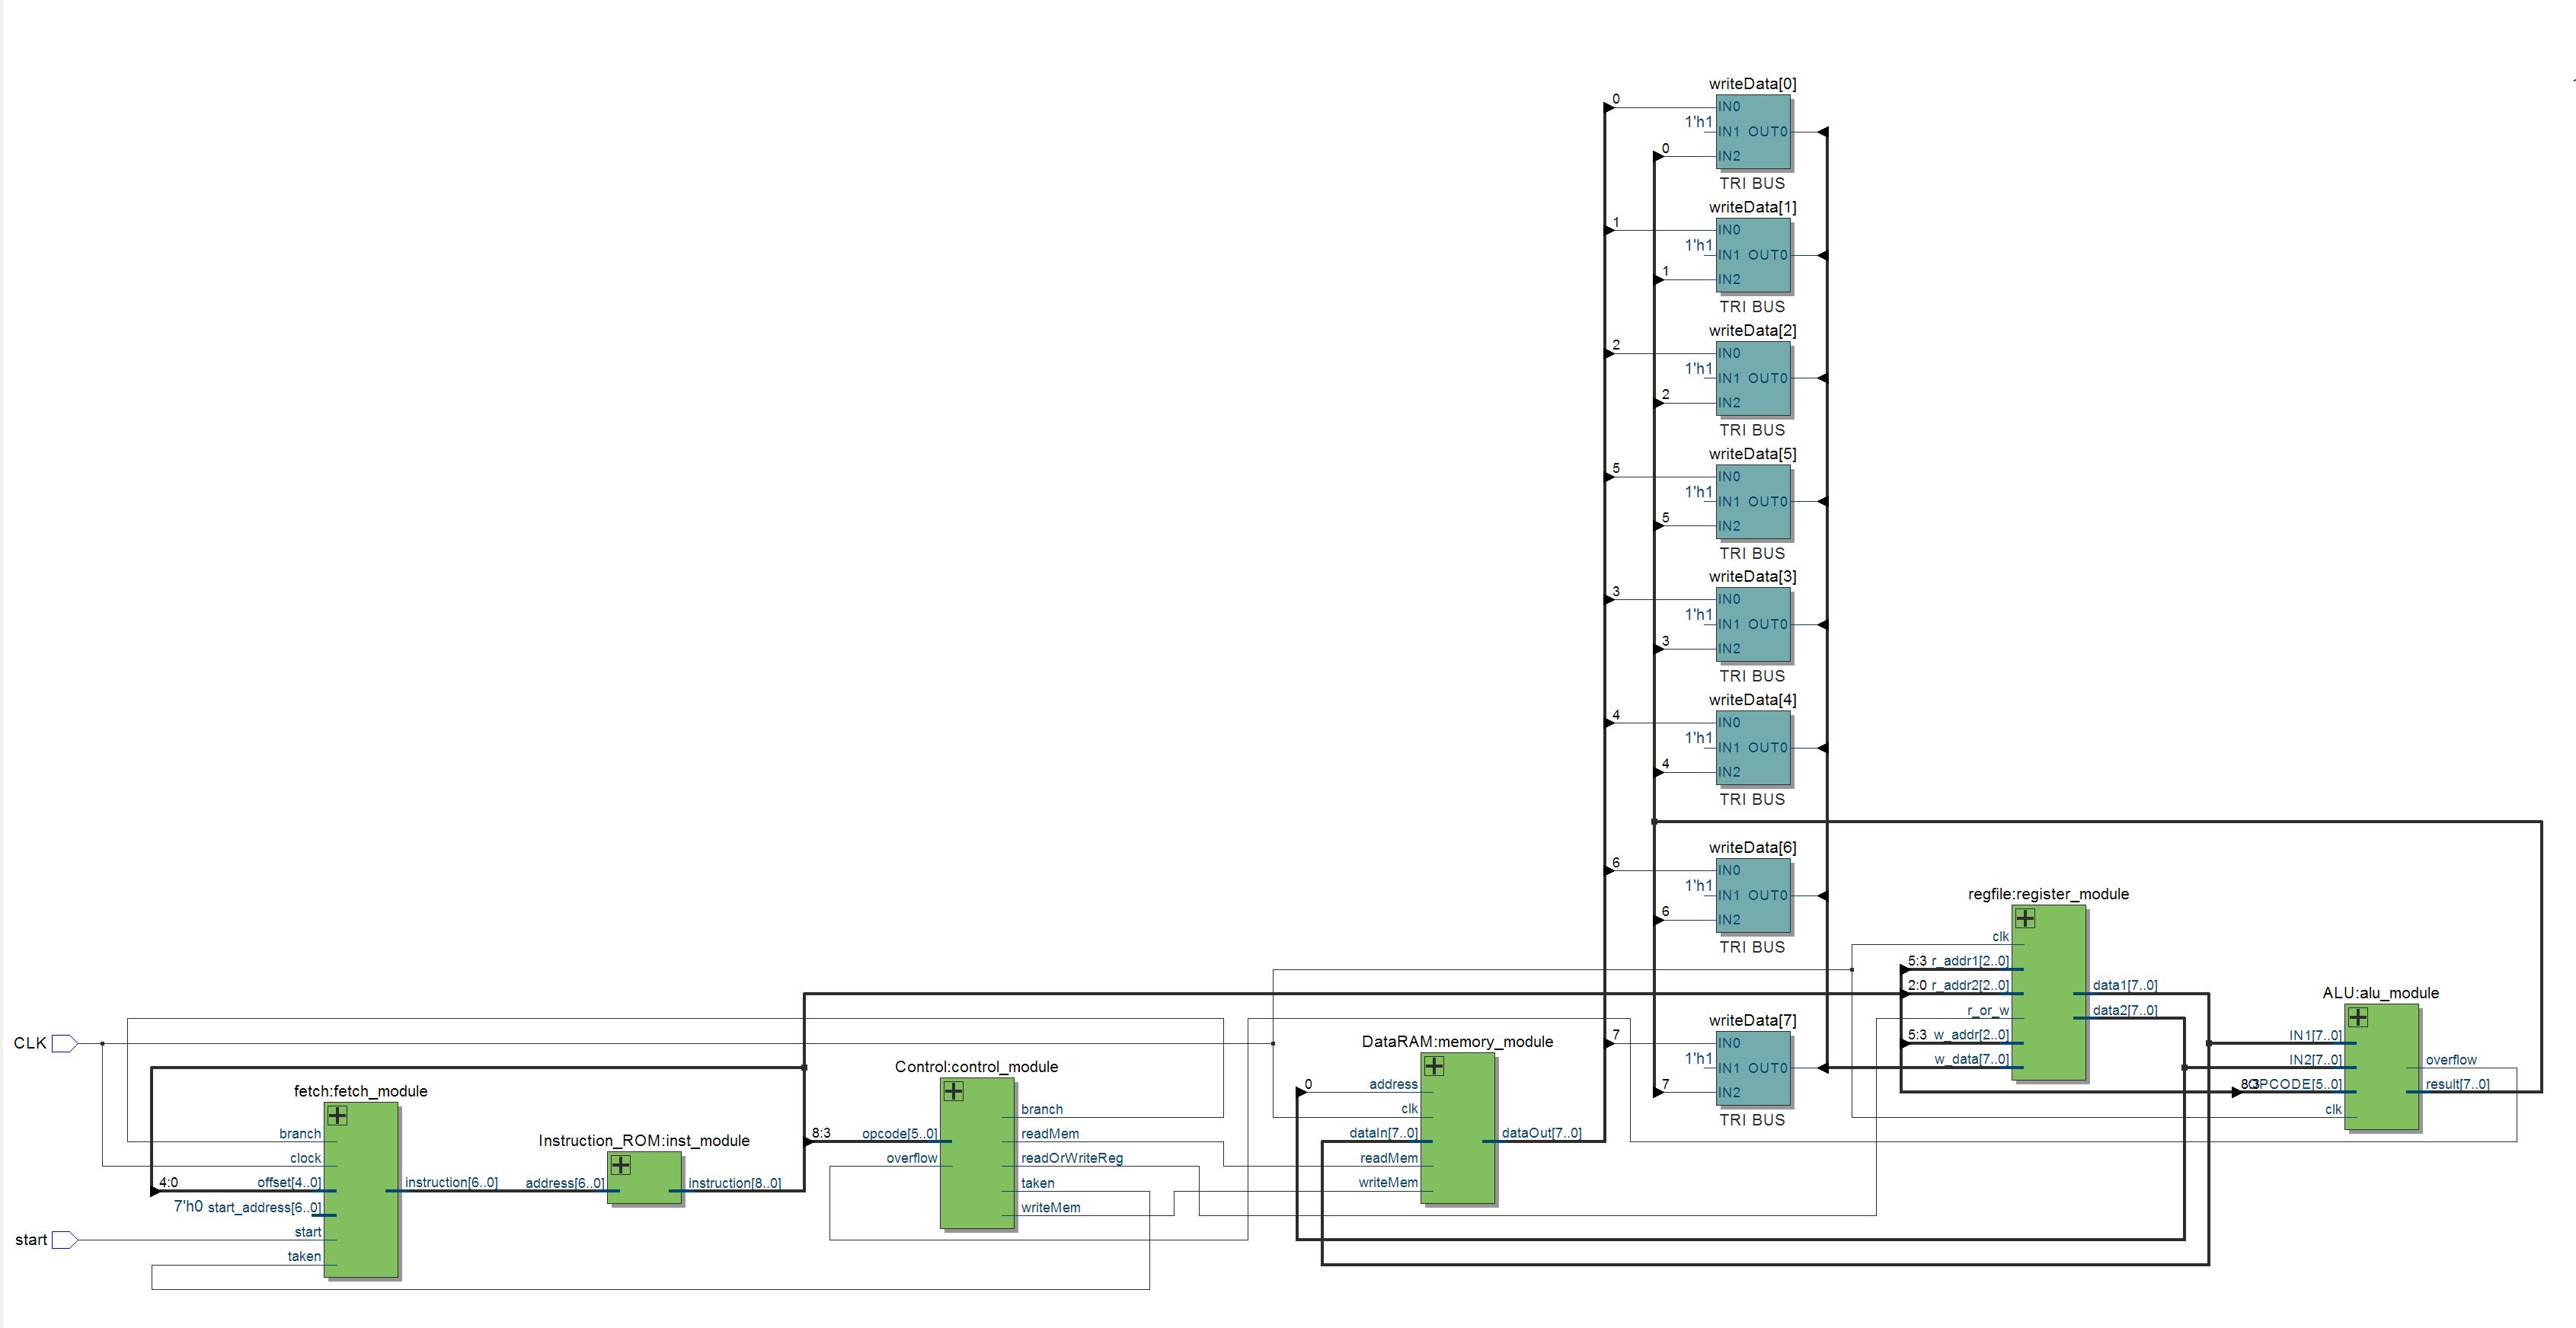 writeData[0]
0
IN0
1'h1
IN1 OUT0
0
IN2
TRI BUS
writeData[1]
1
IN0
1'h1
IN1 OUT0
1
IN2
TRI BUS
writeData[2]
2
IN0
1'h1
IN1 OUT0
2
IN2
TRI BUS
writeData[5]
5
IN0
1'h1
IN1 OUT0
5
IN2
TRI BUS
writeData[3]
3
IN0
1'h1
IN1 OUT0
3
IN2
TRI BUS
writeData[4]
4
IN0
1'h1
IN1 OUT0
4
IN2
TRI BUS
writeData[6]
6
IN0
1'h1
IN1 OUT0
6
IN2
TRI BUS
writeData[7]
7
IN0
1'h1
IN1 OUT0
7
IN2
TRI BUS
CLK
start
fetch:fetch_module
branch
clock
4:0 offset[4..0]
7'h0 start_address[6..0]
start
taken
instruction[6..0]
Instruction_ROM:inst_module
address[6..0]
instruction[8..0]
Control:control_module
8:3 opcode[5..0]
overflow
branch
readMem
readOrWriteReg
taken
writeMem
DataRAM:memory_module
0 address
clk
dataIn[7..0]
readMem
writeMem
dataOut[7..0]
regfile:register_module
clk
5:3 r_addr1[2..0]
2:0 r_addr2[2..0]
r_or_w
5:3 w_addr[2..0]
w_data[7..0]
data1[7..0]
data2[7..0]
ALU:alu_module
IN1[7..0]
IN2[7..0]
8:3 OPCODE[5..0]
clk
overflow
result[7..0]